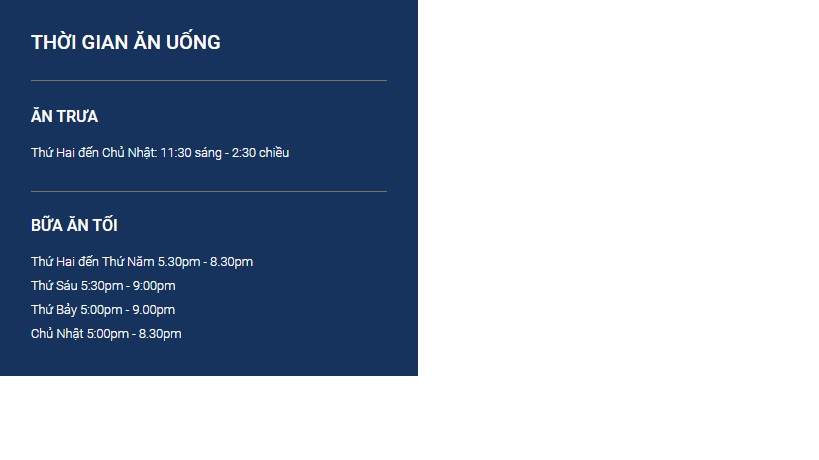 THỜI GIAN ĂN UỐNG
ĂN TRƯA
Thứ Hai đến Chủ Nhật: 11:30 sáng - 2:30 chiều
BỮA ĂN TỐI
Thứ Hai đến Thứ Năm 5.30pm - 8.30pm
Thứ Sáu 5:30pm - 9:00pm
Thứ Bảy 5:00pm - 9.00pm
Chủ Nhật 5:00pm - 8.30pm